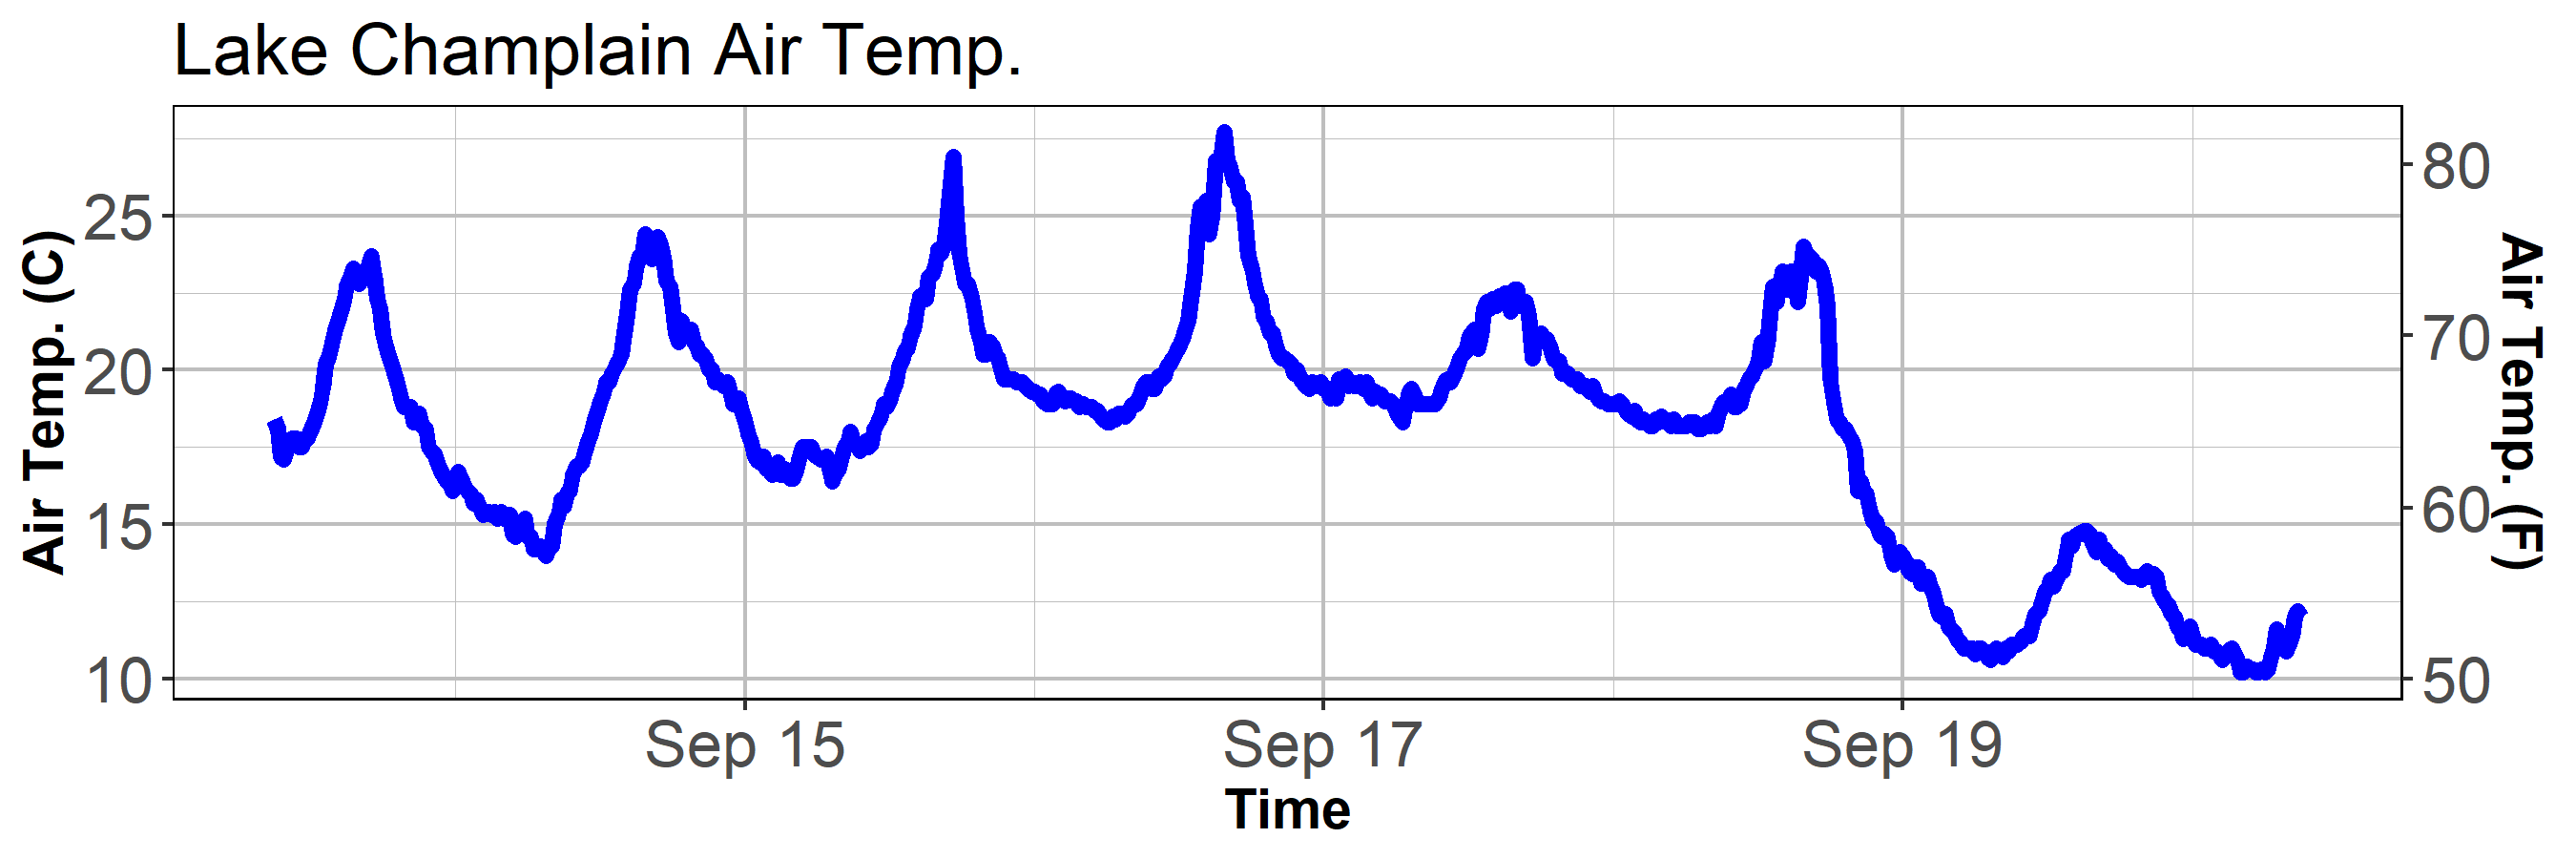 Lake Champlain Air Temp.
Air Temp. (C)
25
20
15
10
80
70
60
50
Air Temp. (F)
Sep 15
Sep 17
Sep 19
Time